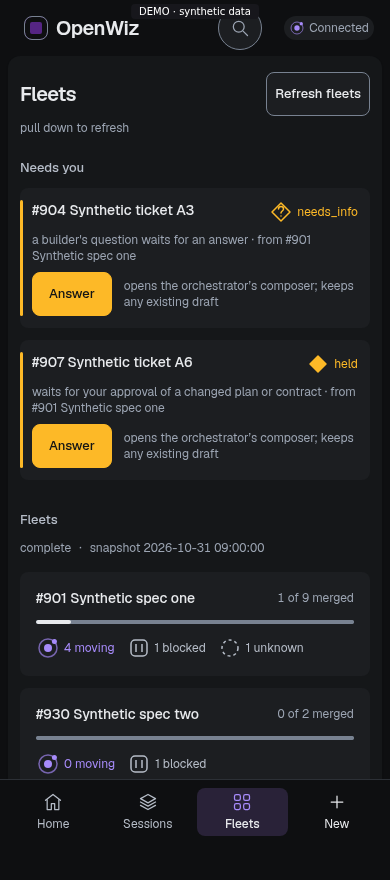 DEMO · synthetic data
OpenWiz
Connected
Fleets
Refresh fleets
pull down to refresh
Needs you
#904 Synthetic ticket A3
needs_info
a builder's question waits for an answer · from #901
Synthetic spec one
Answer
opens the orchestrator's composer; keeps
any existing draft
#907 Synthetic ticket A6
held
waits for your approval of a changed plan or contract · from
#901 Synthetic spec one
Answer
opens the orchestrator's composer; keeps
any existing draft
Fleets
complete · snapshot 2026-10-31 09:00:00
#901 Synthetic spec one
1 of 9 merged
4 moving
1 blocked
1 unknown
#930 Synthetic spec two
0 of 2 merged
0 moving
1 blocked
Home
Sessions
Fleets
New